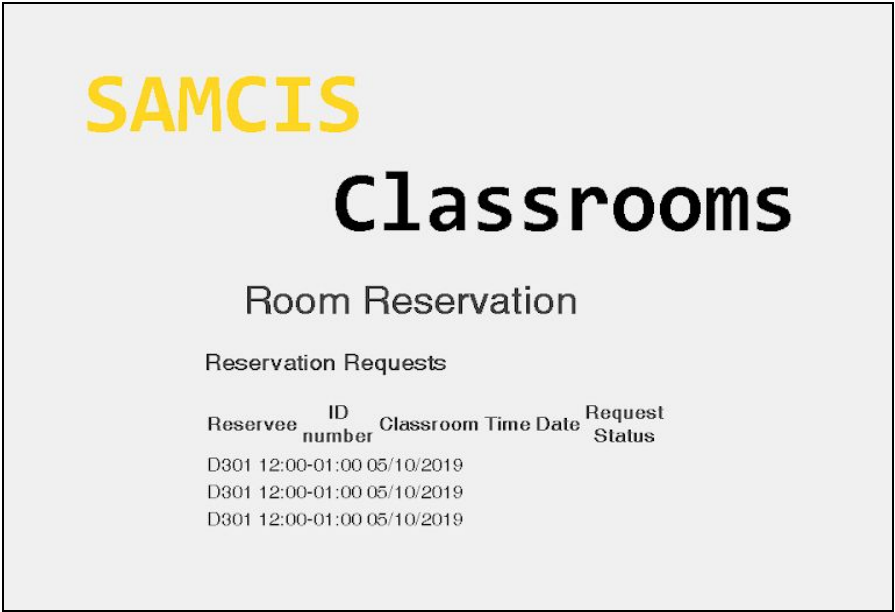 SAMCIS
Classrooms
Room Reservation
Reservation Requests
Reservee ID number Classroom Time Date Request Status
D301 12:00-01:00 05/10/2019
D301 12:00-01:00 05/10/2019
D301 12:00-01:00 05/10/2019